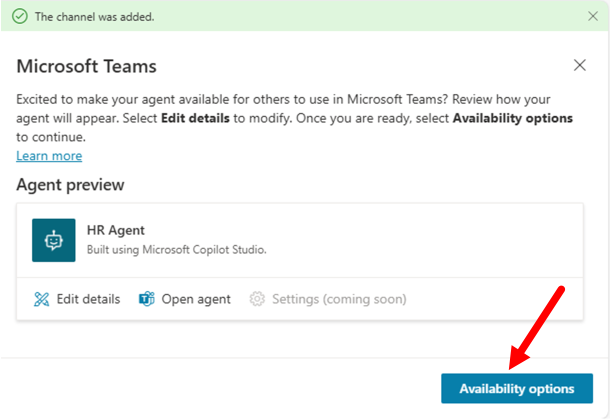 The channel was added.
Microsoft Teams
Excited to make your agent available for others to use in Microsoft Teams? Review how your
agent will appear. Select Edit details to modify. Once you are ready, select Availability options
to continue.
Learn more
Agent preview
HR Agent
Built using Microsoft Copilot Studio.
Edit details Open agent Settings (coming soon)
Availability options